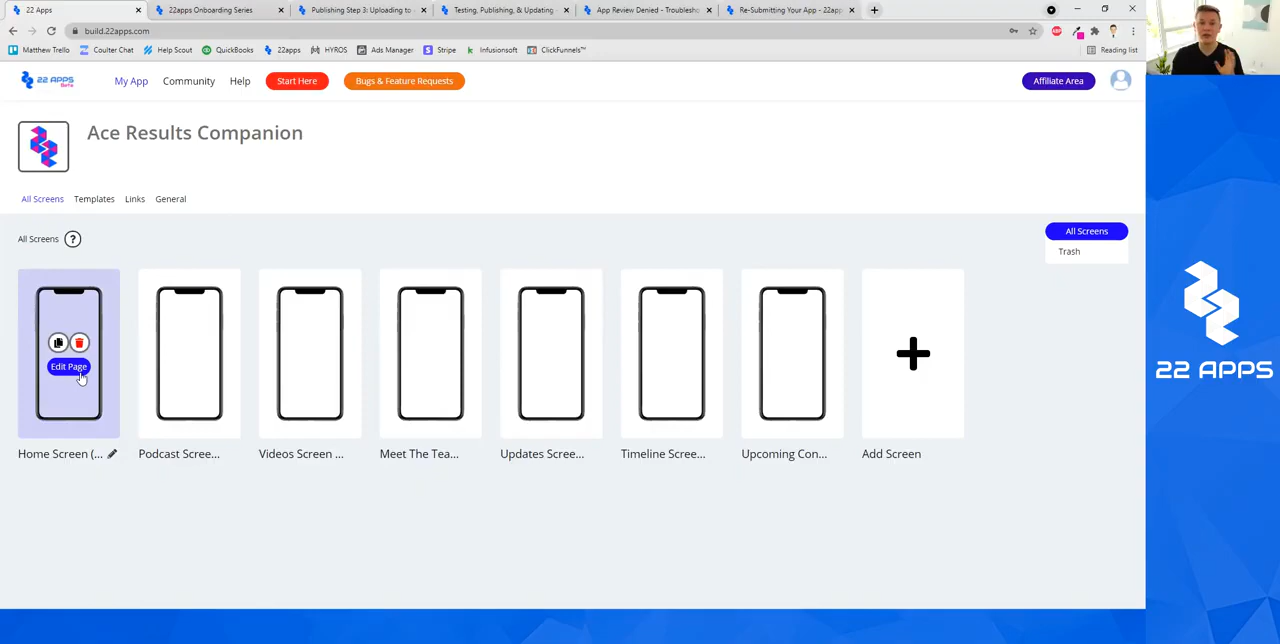 22 Apps
22apps Onboarding Series
Publishing Step 3: Uploading to
Testing, Publishing, & Updating
App Review Denied - Troublesho
Re-Submitting Your App - 22app
build.22apps.com
Matthew Trello
Coulter Chat
Help Scout
QuickBooks
22apps
HYROS
Ads Manager
Stripe
Infusionsoft
ClickFunnels™
Reading list
22 APPS
Beta
My App
Community
Help
Start Here
Bugs & Feature Requests
Affiliate Area
Ace Results Companion
All Screens
Templates
Links
General
All Screens ?
All Screens
Trash
Edit Page
Home Screen (...
Podcast Scree...
Videos Screen ...
Meet The Tea...
Updates Scree...
Timeline Scree...
Upcoming Con...
Add Screen
22 APPS